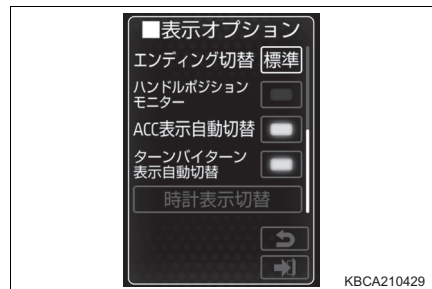 ■表示オプション
エンディング切替 標準
ハンドルポジション
モニター
ACC表示自動切替
ターンバイターン
表示自動切替
時計表示切替
KBCA210429